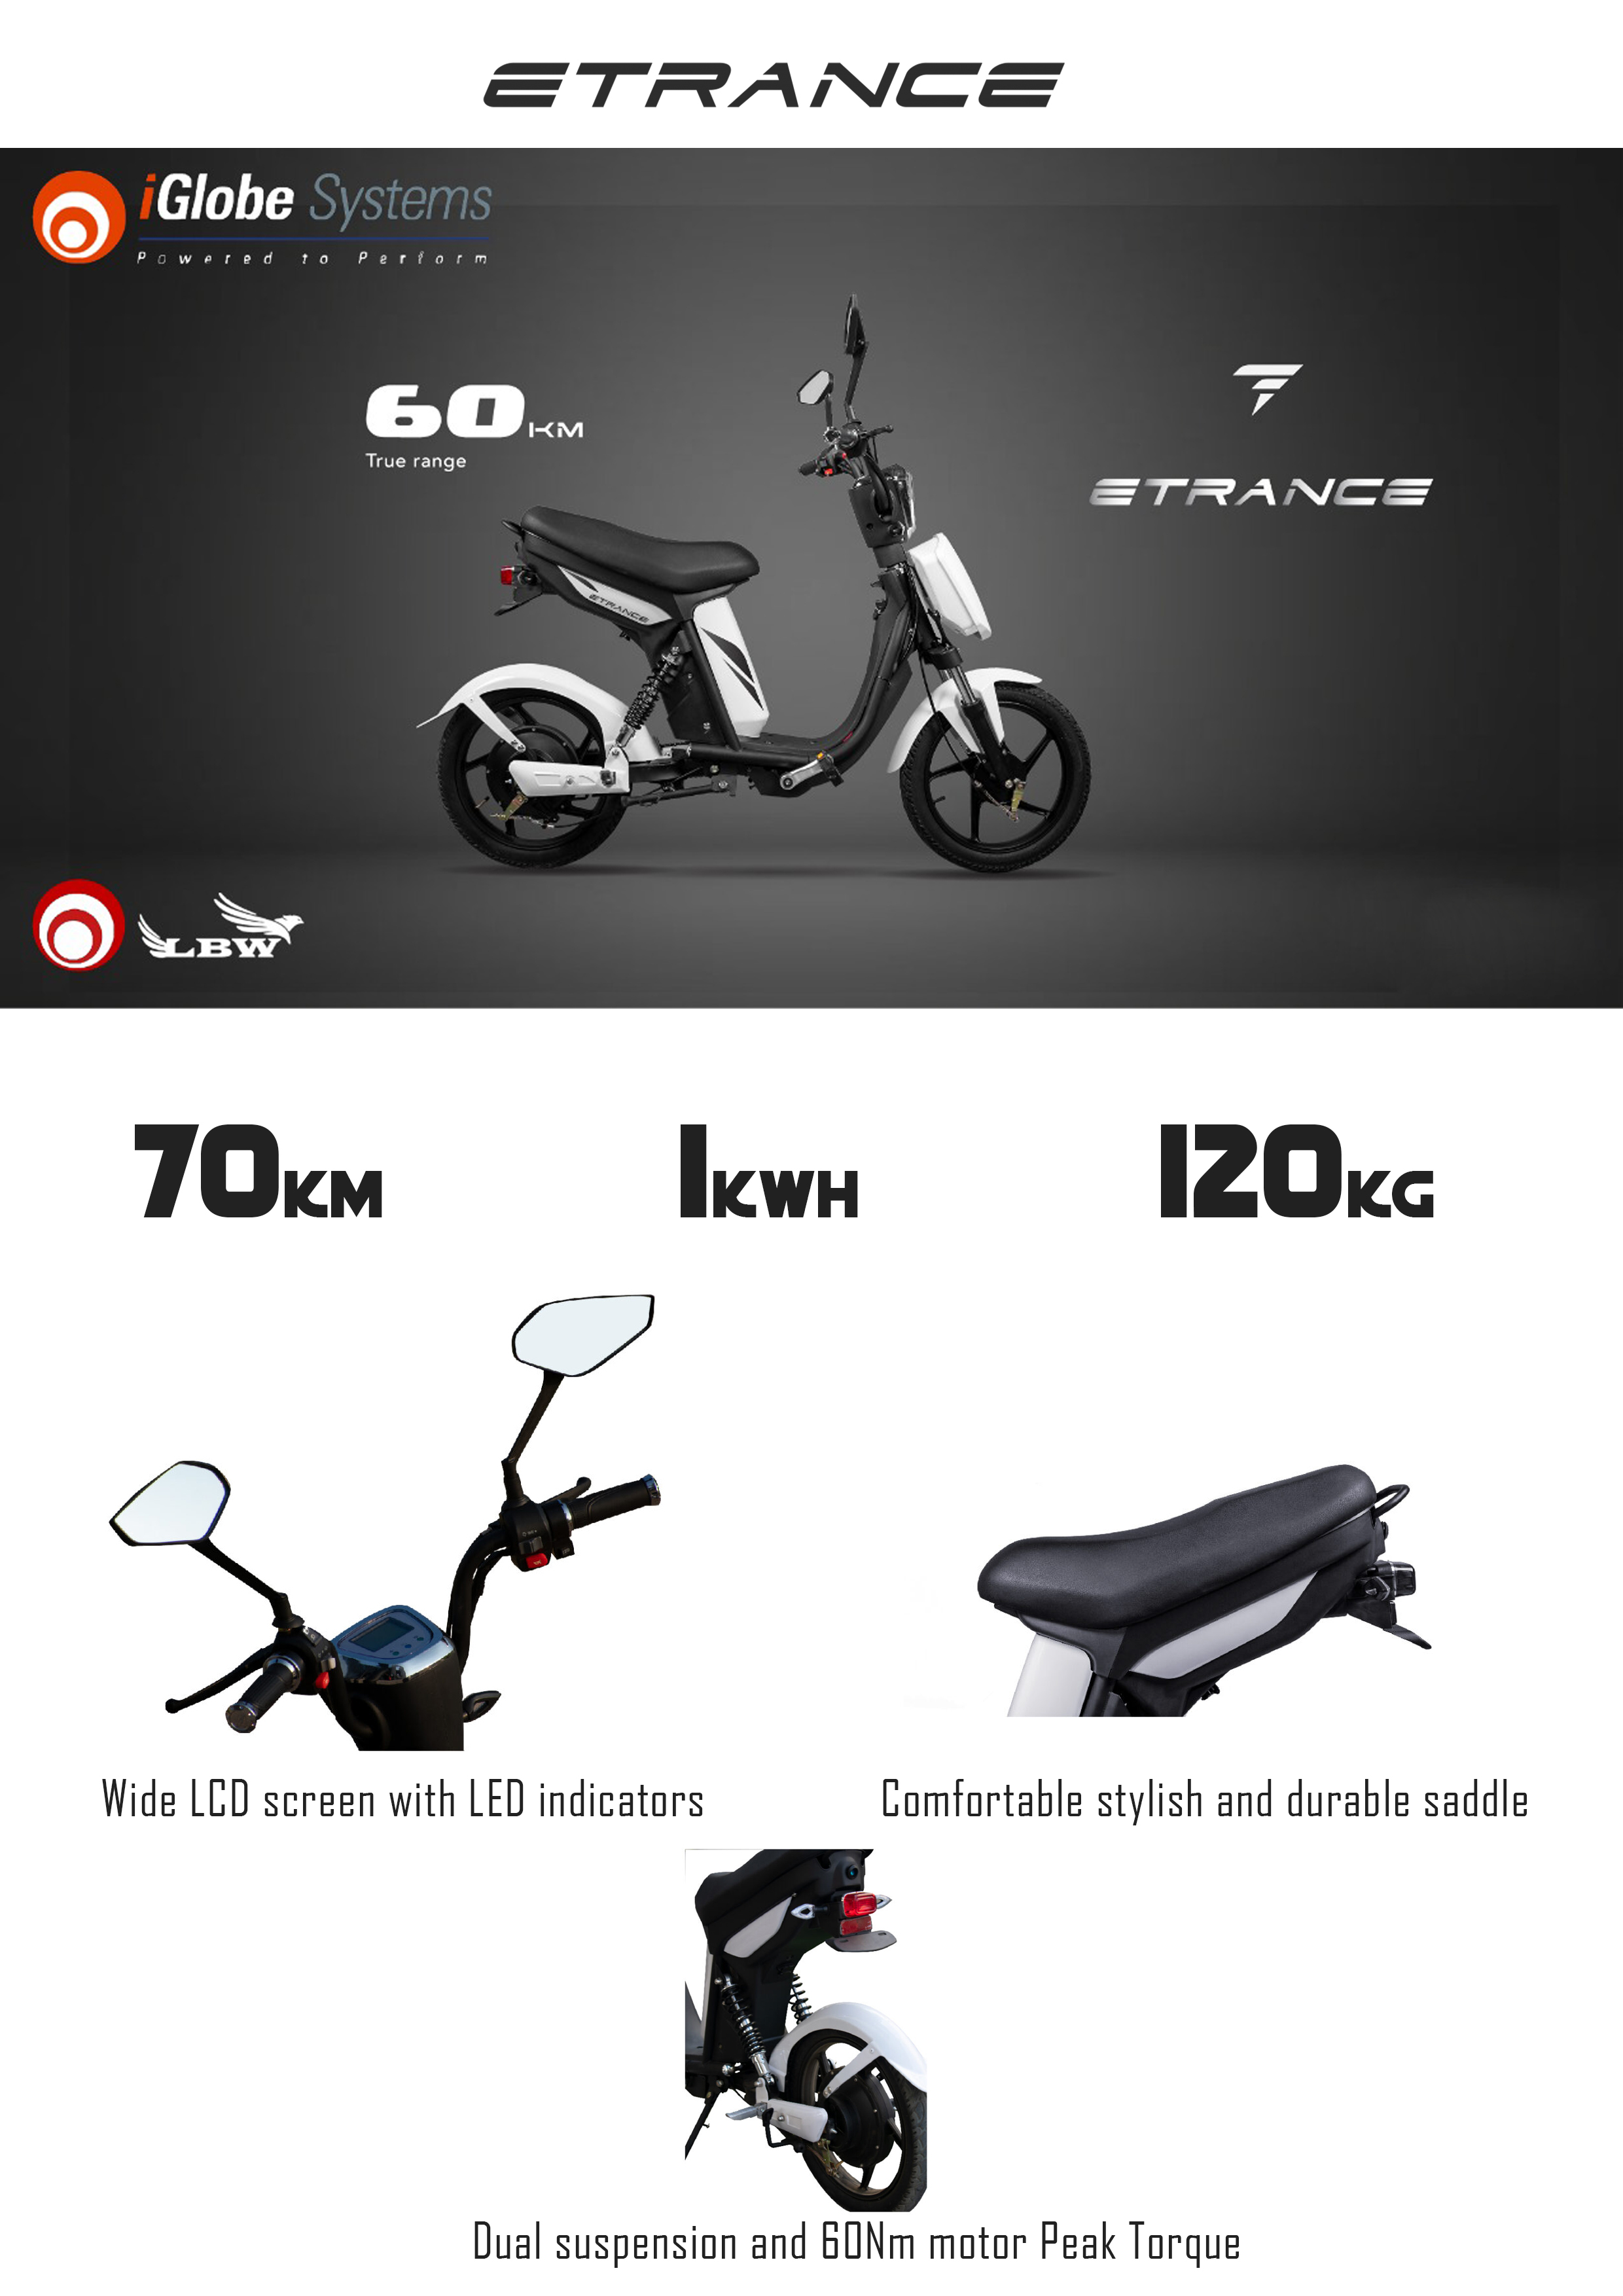 ETRANCE
iGlobe Systems
Powered to Perform
60KM
True range
ETRANCE
ETRANCE
LBW
70KM
1KWH
120KG
Wide LCD screen with LED indicators
Comfortable stylish and durable saddle
Dual suspension and 60Nm motor Peak Torque